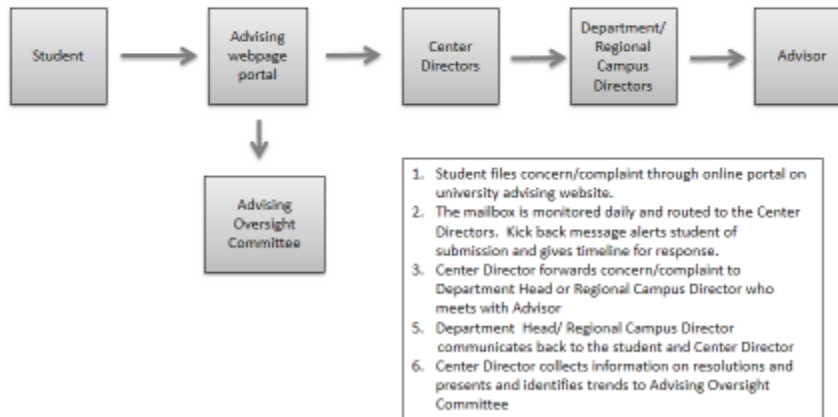 Student
Advising
webpage
portal
Center
Directors
Department/
Regional
Campus
Directors
Advisor
Advising
Oversight
Committee
1. Student files concern/complaint through online portal on
university advising website.
2. The mailbox is monitored daily and routed to the Center
Directors. Kick back message alerts student of
submission and gives timeline for response.
3. Center Director forwards concern/complaint to
Department Head or Regional Campus Director who
meets with Advisor
5. Department Head/ Regional Campus Director
communicates back to the student and Center Director
6. Center Director collects information on resolutions and
presents and identifies trends to Advising Oversight
Committee